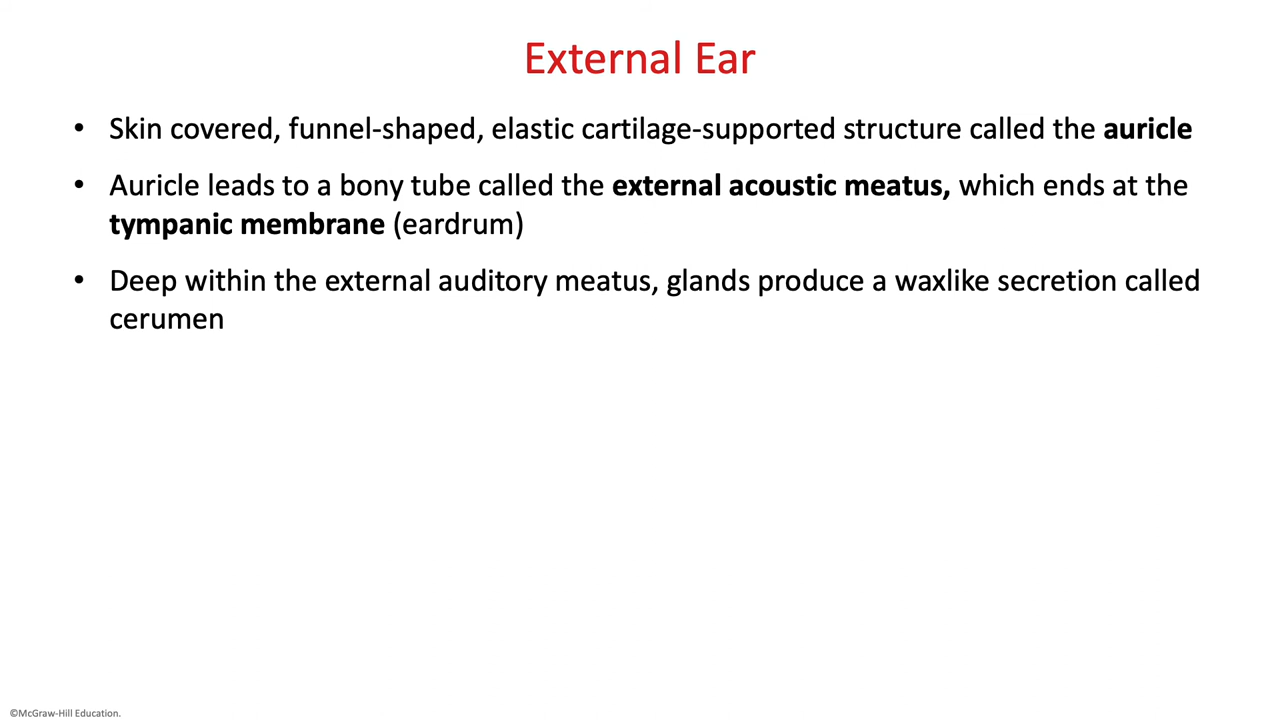 External Ear
• Skin covered, funnel-shaped, elastic cartilage-supported structure called the auricle
• Auricle leads to a bony tube called the external acoustic meatus, which ends at the
tympanic membrane (eardrum)
• Deep within the external auditory meatus, glands produce a waxlike secretion called
cerumen
©McGraw-Hill Education.